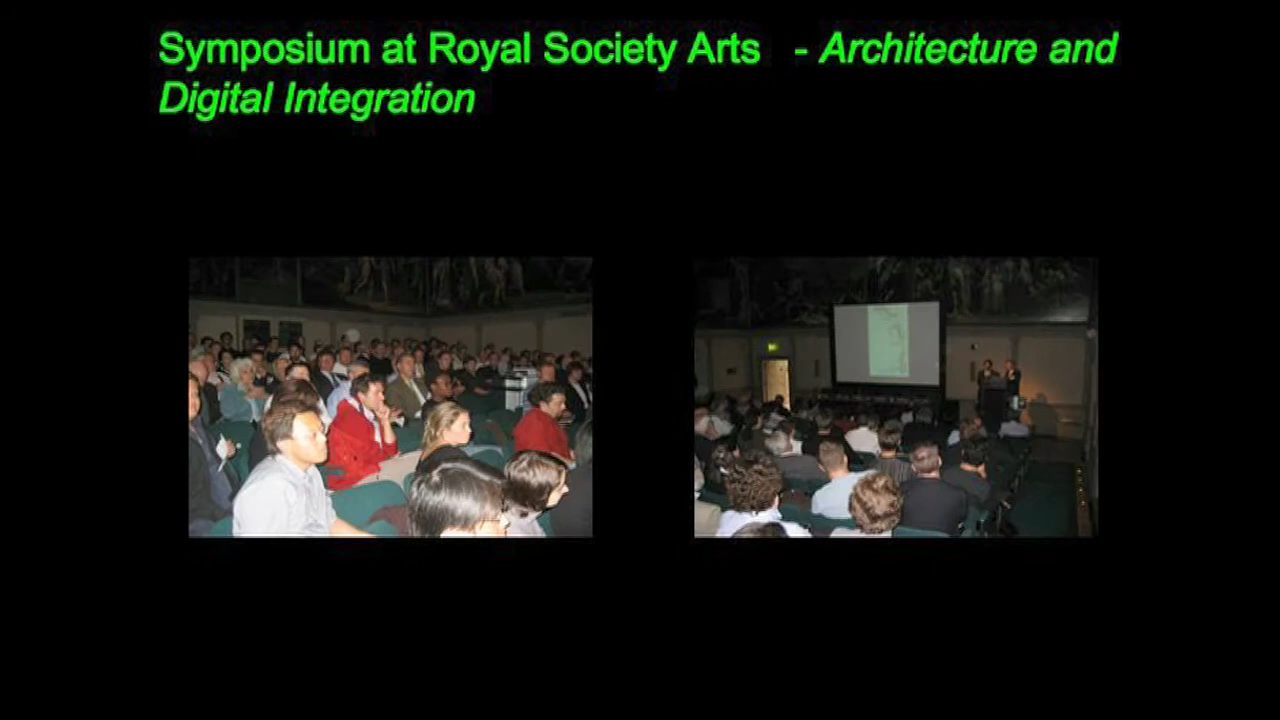 Symposium at Royal Society Arts - Architecture and
Digital Integration